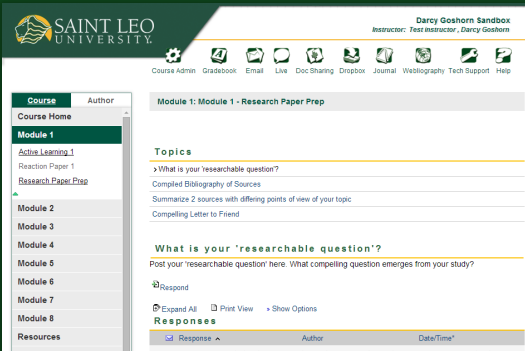 SAINT LEO
UNIVERSITY.
Darcy Goshorn Sandbox
Instructor: Test instructor , Darcy Goshorn
Course Admin Gradebook Email Live Doc Sharing Dropbox Journal Webliography Tech Support Help
Course Author
Course Home
Module 1
Active Learning 1
Reaction Paper 1
Research Paper Prep
Module 2
Module 3
Module 4
Module 5
Module 6
Module 7
Module 8
Resources
Module 1: Module 1 - Research Paper Prep
Topics
What is your 'researchable question'?
Compiled Bibliography of Sources
Summarize 2 sources with differing points of view of your topic
Compelling Letter to Friend
What is your 'researchable question'?
Post your 'researchable question' here. What compelling question emerges from your study?
Respond
Expand All Print View » Show Options
Responses
Response Author Date/Time*